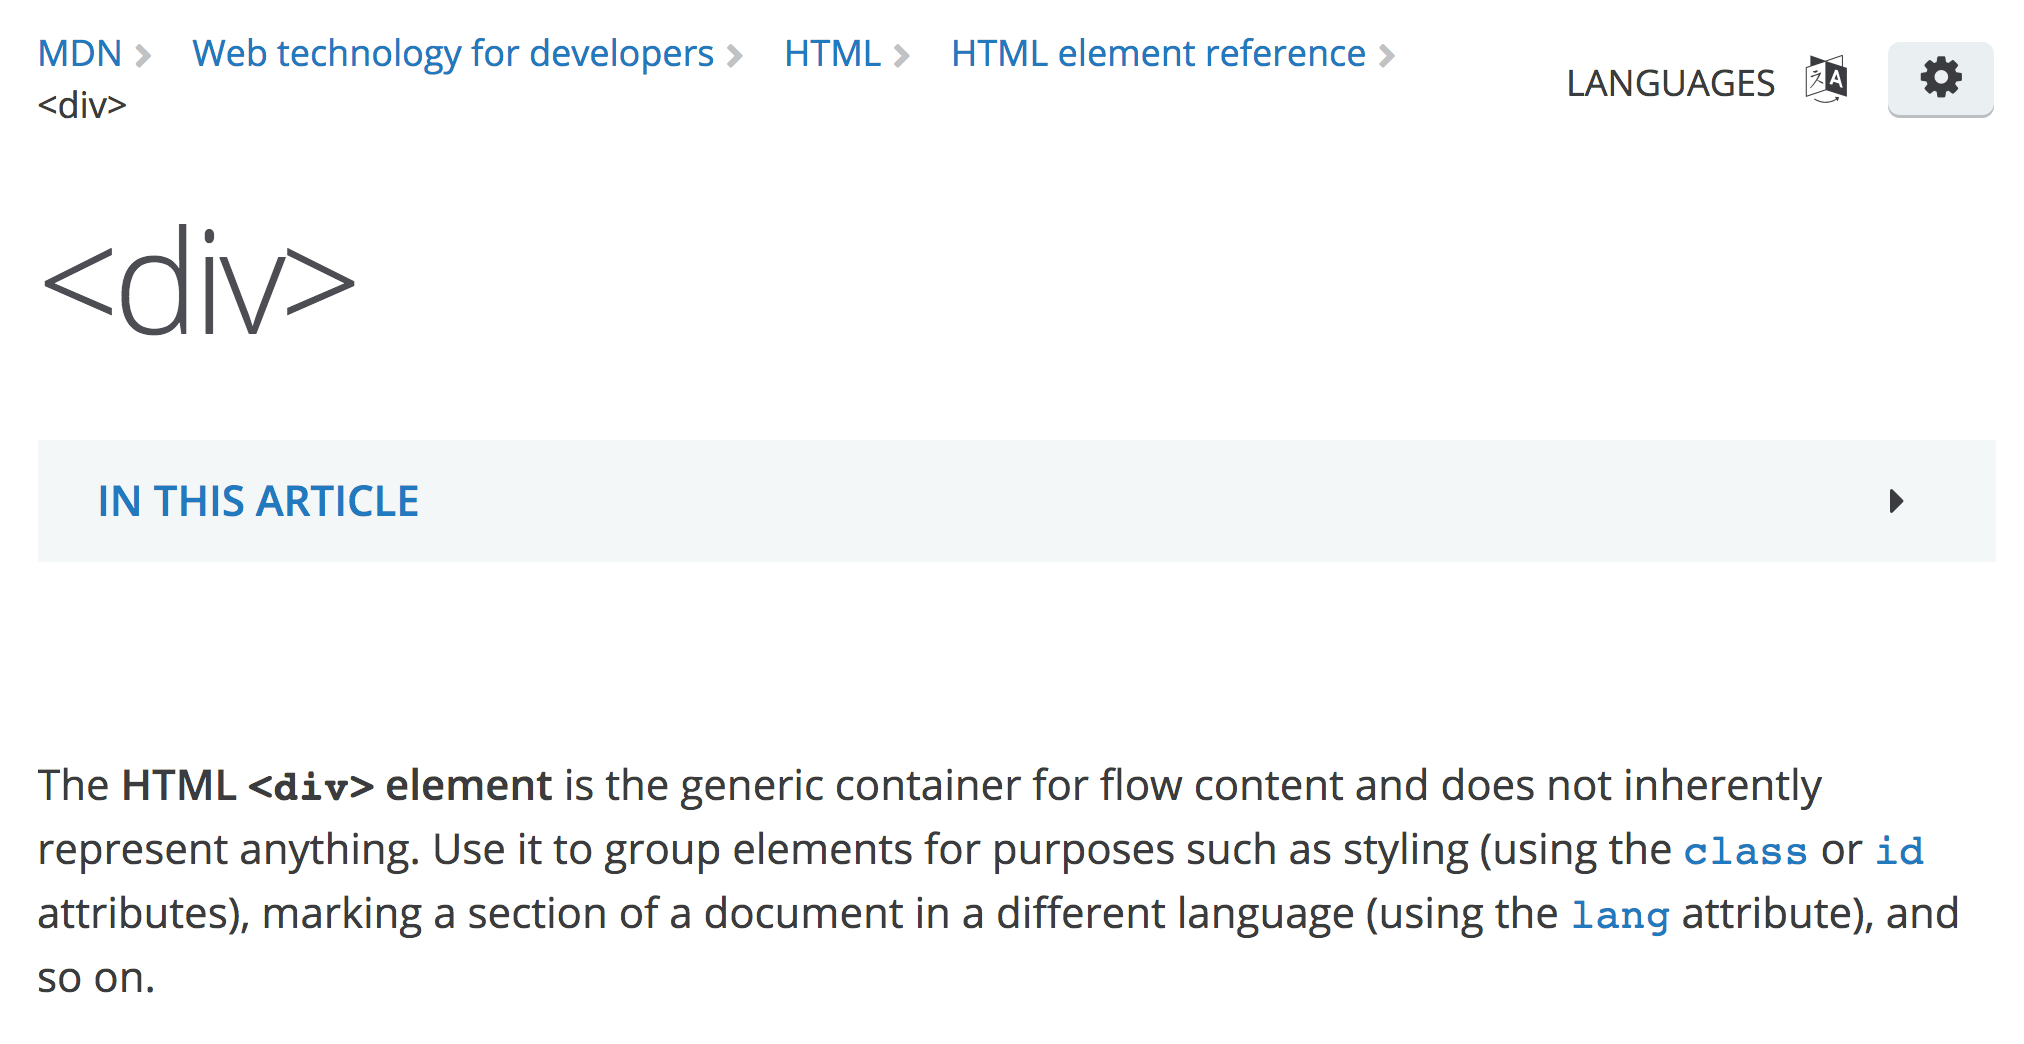 MDN Web technology for developers HTML HTML element reference
<div>
LANGUAGES
<div>
IN THIS ARTICLE
The HTML <div> element is the generic container for flow content and does not inherently
represent anything. Use it to group elements for purposes such as styling (using the class or id
attributes), marking a section of a document in a different language (using the lang attribute), and
so on.